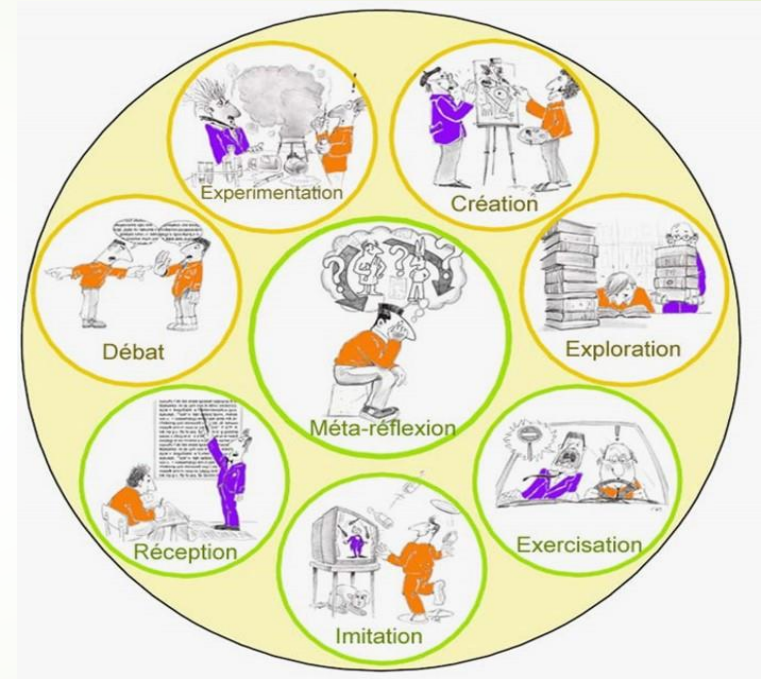 Experimentation
Création
Débat
Exploration
Méta-réflexion
Réception
Exercisation
Imitation